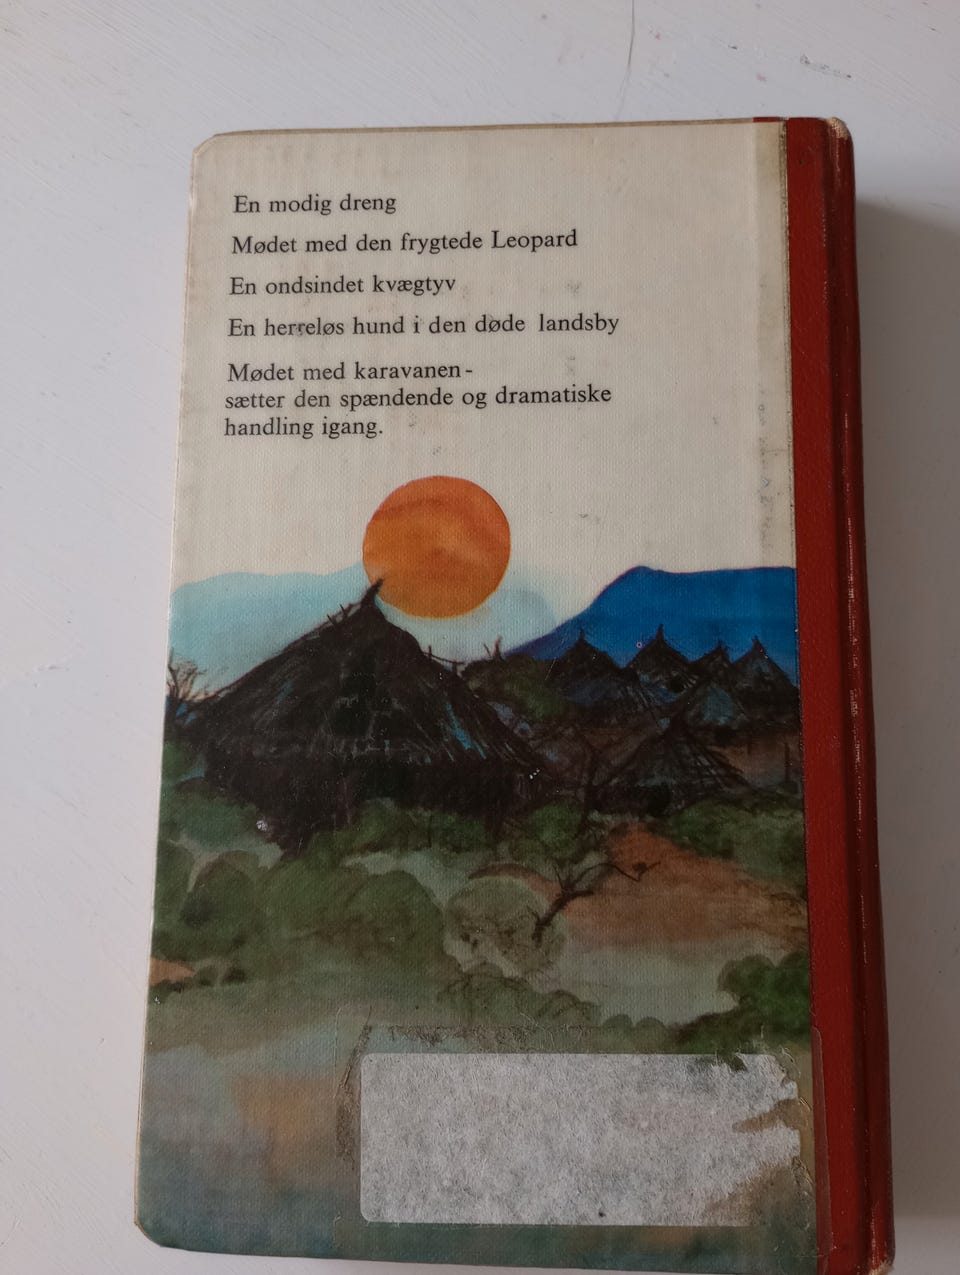 En modig dreng
Mødet med den frygtede Leopard
En ondsindet kvægtyv
En herreløs hund i den døde landsby
Mødet med karavanen -
sætter den spændende og dramatiske
handling igang.